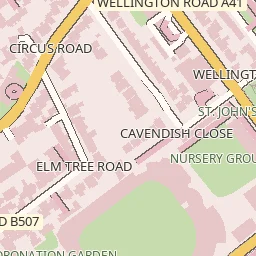 WELLINGTON ROAD A41
CIRCUS ROAD
WELLINGT
ST. JOHN'S
CAVENDISH CLOSE
NURSERY GROU
ELM TREE ROAD
D B507
ORONATION GARDEN